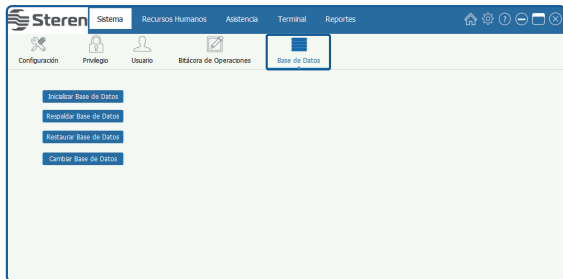 Steren Sistema Recursos Humanos Asistencia Terminal Reportes
Configuración Privilegio Usuario Bitácora de Operaciones Base de Datos
Inicializar Base de Datos
Respaldar Base de Datos
Restaurar Base de Datos
Cambiar Base de Datos